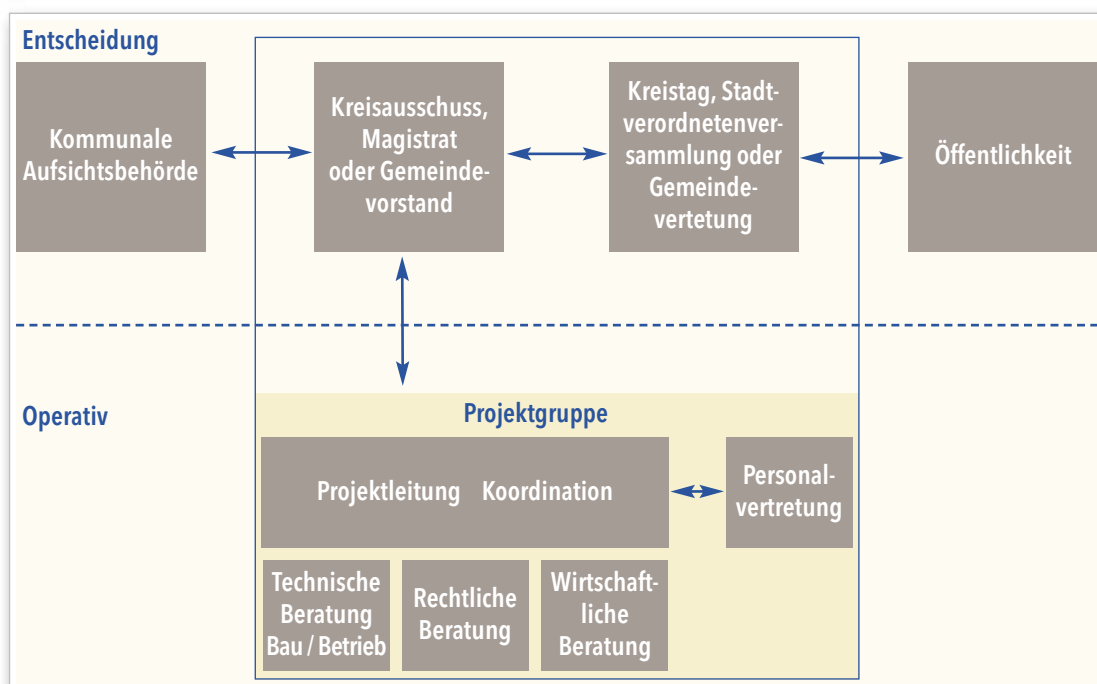 Entscheidung
Kommunale
Aufsichtsbehörde
Kreisausschuss,
Magistrat
oder Gemeinde-
vorstand
Kreistag, Stadt-
verordnetenver-
sammlung oder
Gemeinde-
vertetung
Öffentlichkeit
Operativ
Projektgruppe
Projektleitung Koordination
Personal-
vertretung
Technische
Beratung
Bau / Betrieb
Rechtliche
Beratung
Wirtschaft-
liche
Beratung